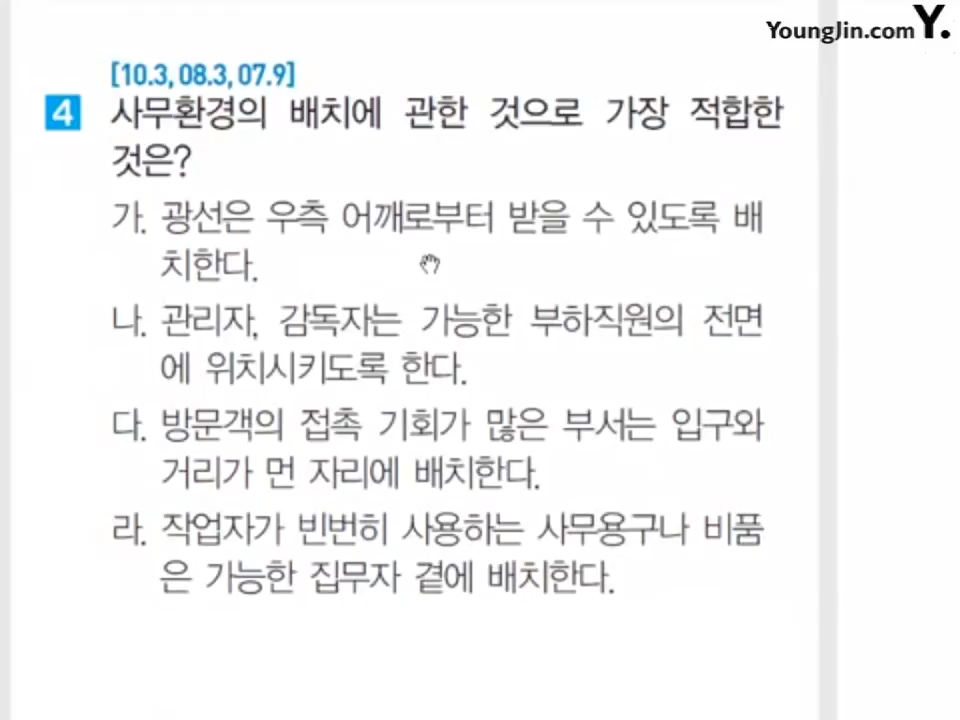 YoungJin.com Y.
[10.3, 08.3, 07.9]
4 사무환경의 배치에 관한 것으로 가장 적합한
것은?
가. 광선은 우측 어깨로부터 받을 수 있도록 배
치한다.
나. 관리자, 감독자는 가능한 부하직원의 전면
에 위치시키도록 한다.
다. 방문객의 접촉 기회가 많은 부서는 입구와
거리가 먼 자리에 배치한다.
라. 작업자가 빈번히 사용하는 사무용구나 비품
은 가능한 집무자 곁에 배치한다.